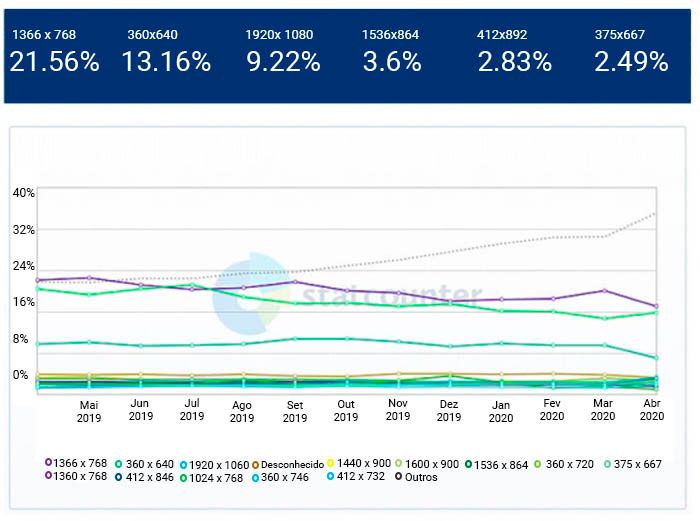 1366 x 768 360x640 1920x 1080 1536x864 412x892 375x667
21.56% 13.16% 9.22% 3.6% 2.83% 2.49%
40%
32%
24%
statcounter
16%
8%
0%
Mai Jun Jul Ago Set Out Nov Dez Jan Fev Mar Abr
2019 2019 2019 2019 2019 2019 2019 2019 2020 2020 2020 2020
1366 x 768 360 x 640 1920 x 1060 Desconhecido 1440 x 900 1600 x 900 1536 x 864 360 x 720 375 x 667
1360 x 768 412 x 846 1024 x 768 360 x 746 412 x 732 Outros